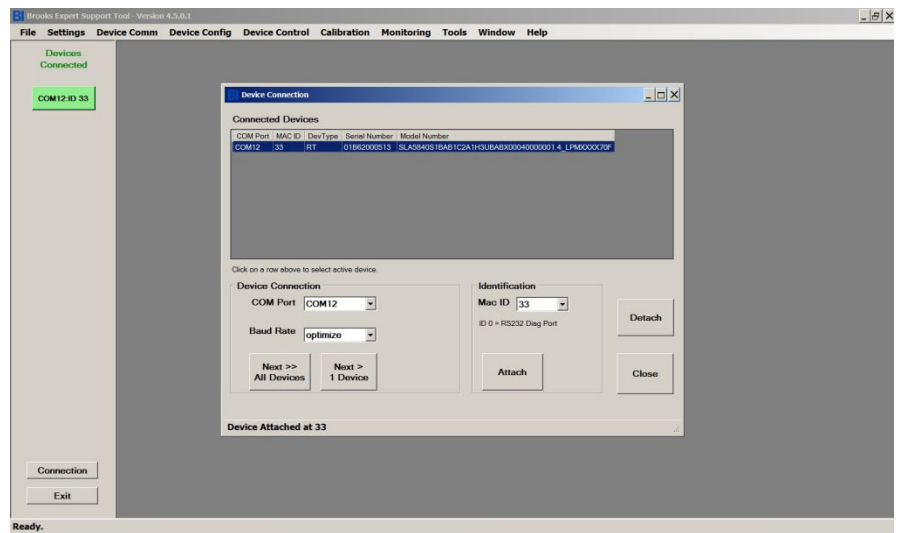 Brooks Expert Support Tool - Version 4.5.0.1
File Settings Device Comm Device Config Device Control Calibration Monitoring Tools Window Help
Devices
Connected
COM12:ID 33
Device Connection
Connected Devices
COM Port MAC ID DevType Serial Number Model Number
COM12 33 RT 01B62000513 SLA5840S1BAB1C2A1H3UBABX00040000001.4_LPMXXXX70F
Click on a row above to select active device.
Device Connection
COM Port COM12
Baud Rate optimize
Next >>
All Devices
Next >
1 Device
Identification
Mac ID 33
ID 0 = RS232 Diag Port
Attach
Detach
Close
Device Attached at 33
Connection
Exit
Ready.